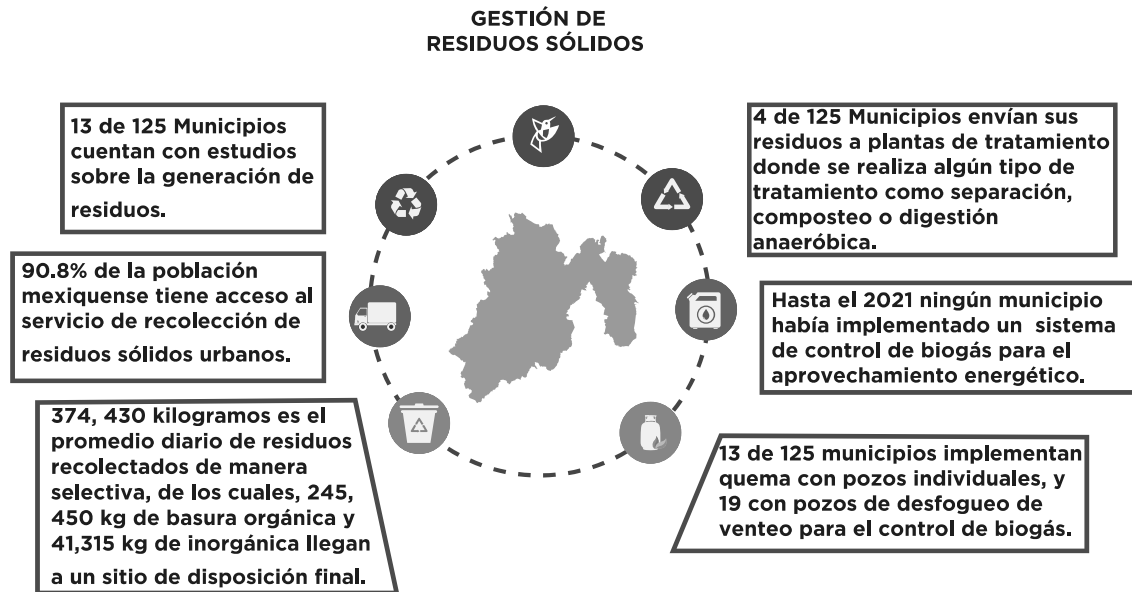 GESTIÓN DE
RESIDUOS SÓLIDOS
13 de 125 Municipios
cuentan con estudios
sobre la generación de
residuos.
90.8% de la población
mexiquense tiene acceso al
servicio de recolección de
residuos sólidos urbanos.
374, 430 kilogramos es el
promedio diario de residuos
recolectados de manera
selectiva, de los cuales, 245,
450 kg de basura orgánica y
41,315 kg de inorgánica llegan
a un sitio de disposición final.
4 de 125 Municipios envían sus
residuos a plantas de tratamiento
donde se realiza algún tipo de
tratamiento como separación,
composteo o digestión
anaeróbica.
Hasta el 2021 ningún municipio
había implementado un sistema
de control de biogás para el
aprovechamiento energético.
13 de 125 municipios implementan
quema con pozos individuales, y
19 con pozos de desfogueo de
venteo para el control de biogás.